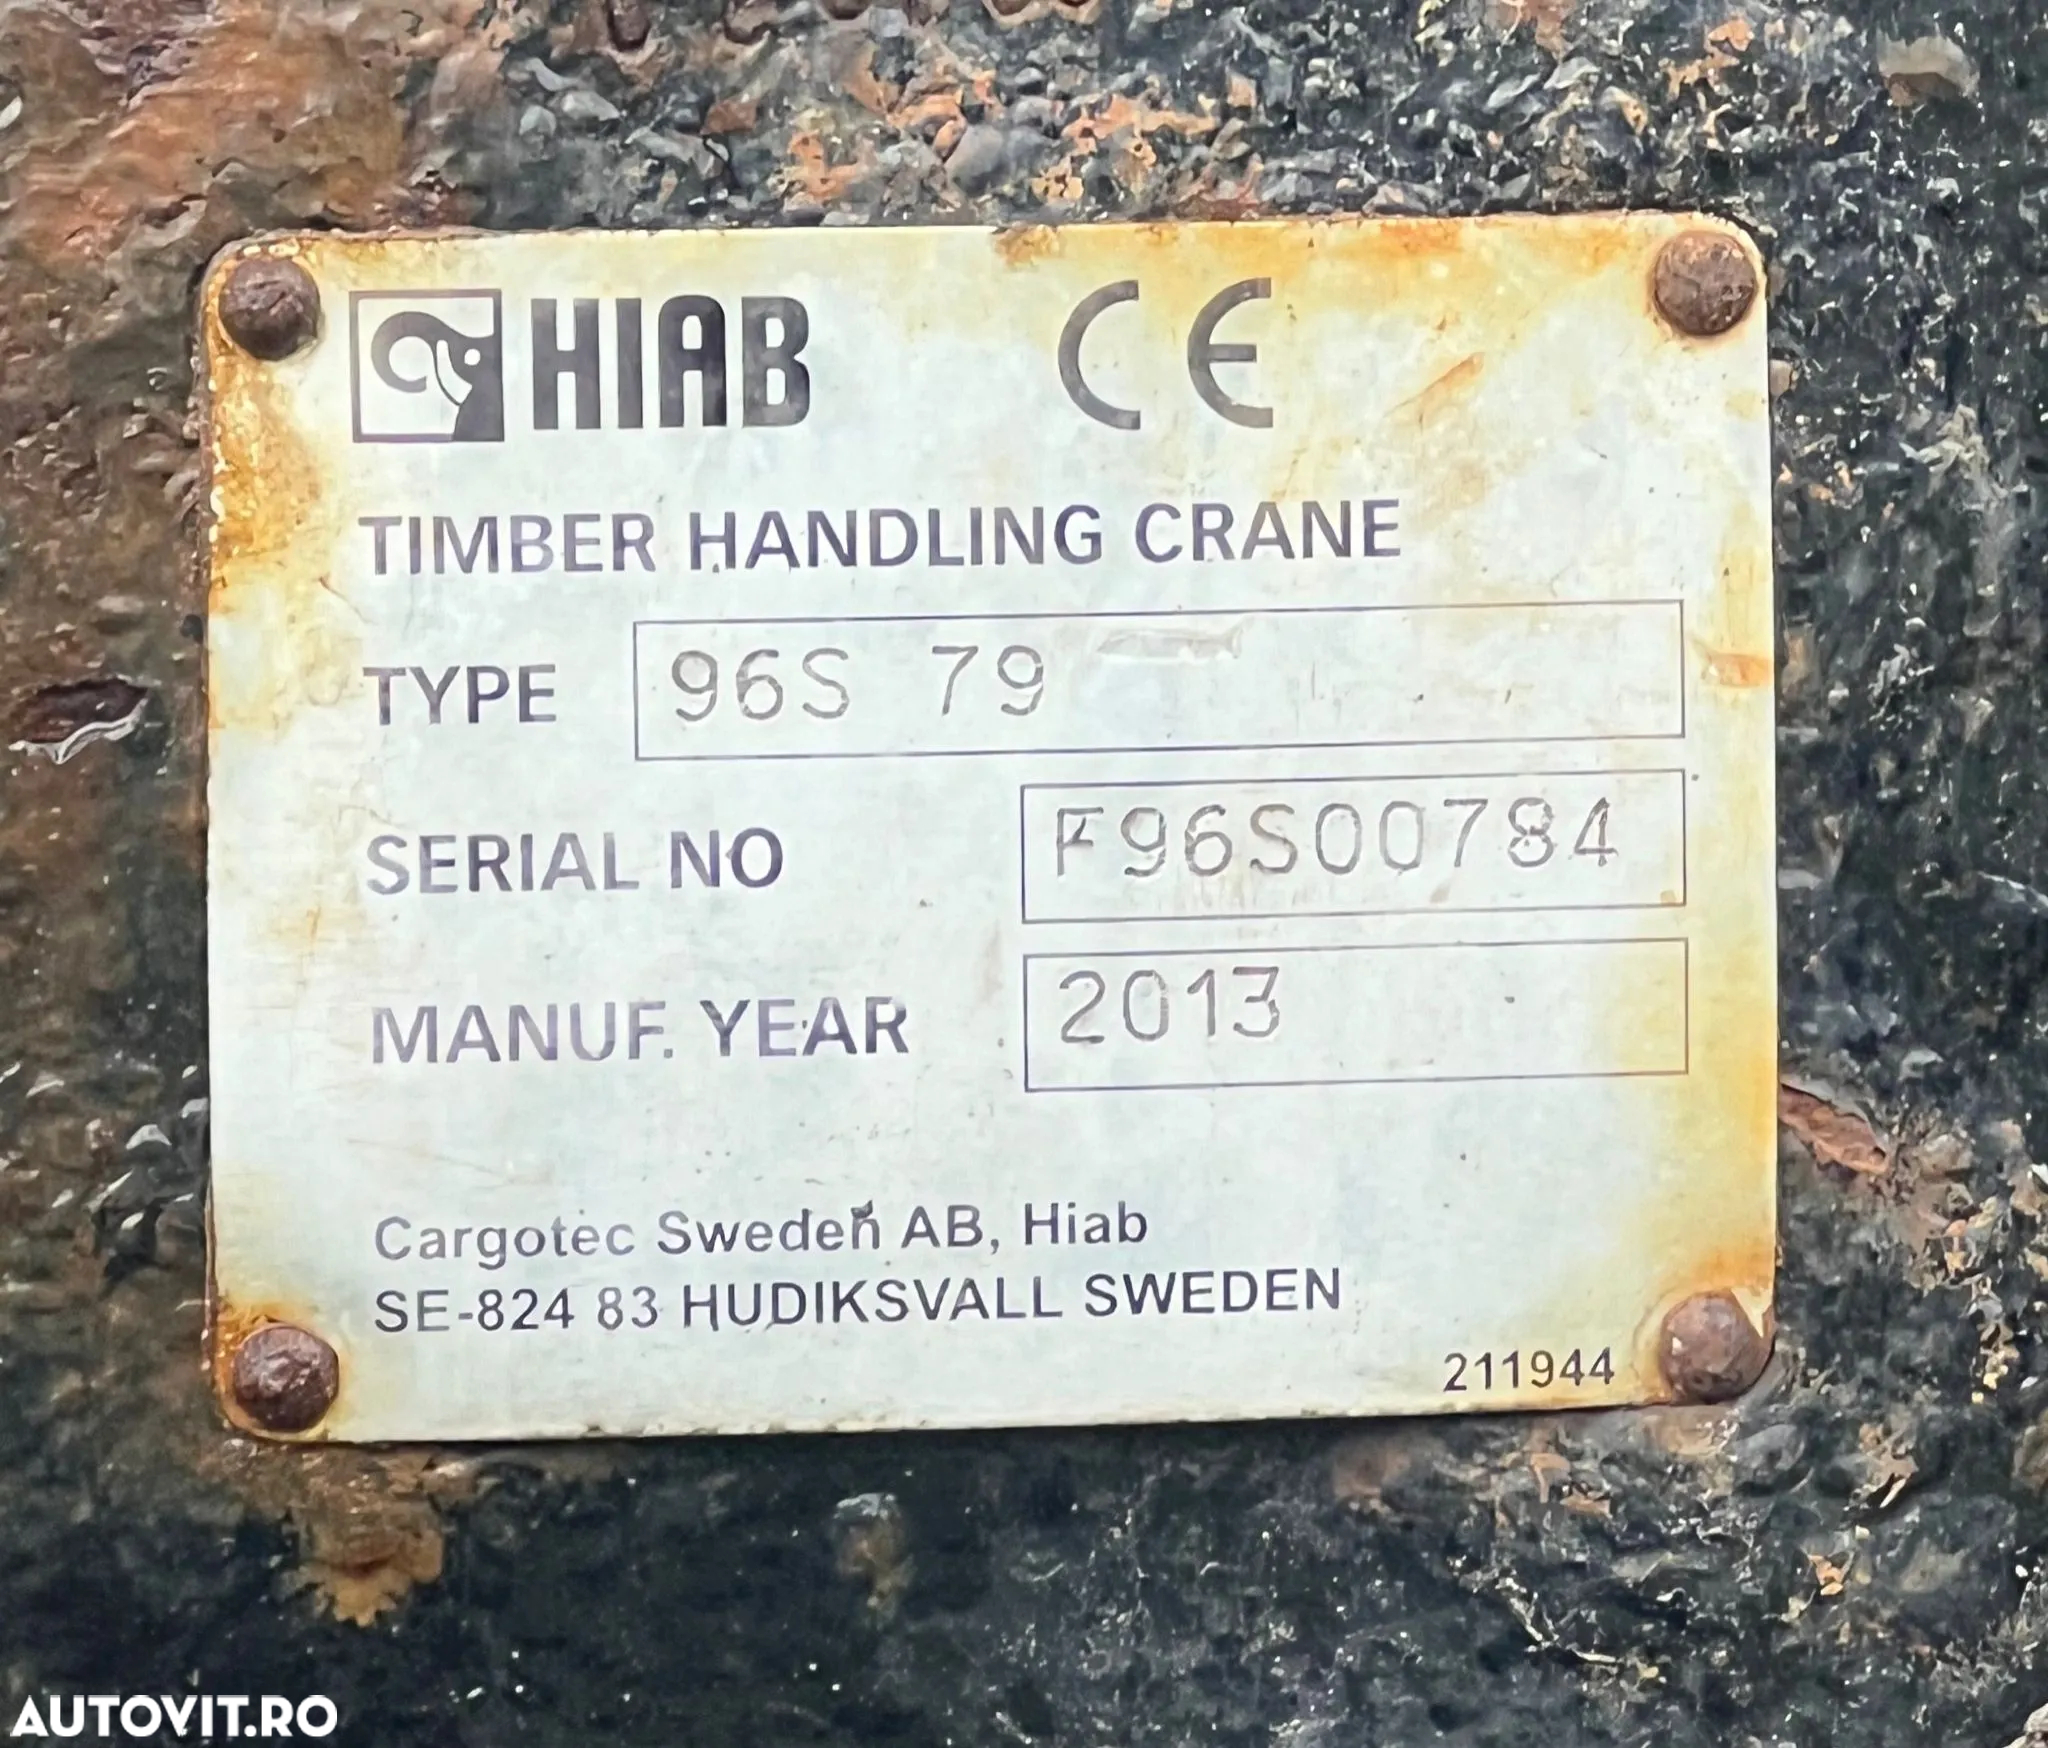 HIAB CE
TIMBER HANDLING CRANE
TYPE 96S 79
SERIAL NO F96S00784
MANUF. YEAR 2013
Cargotec Sweden AB, Hiab
SE-824 83 HUDIKSVALL SWEDEN
211944
AUTOVIT.RO